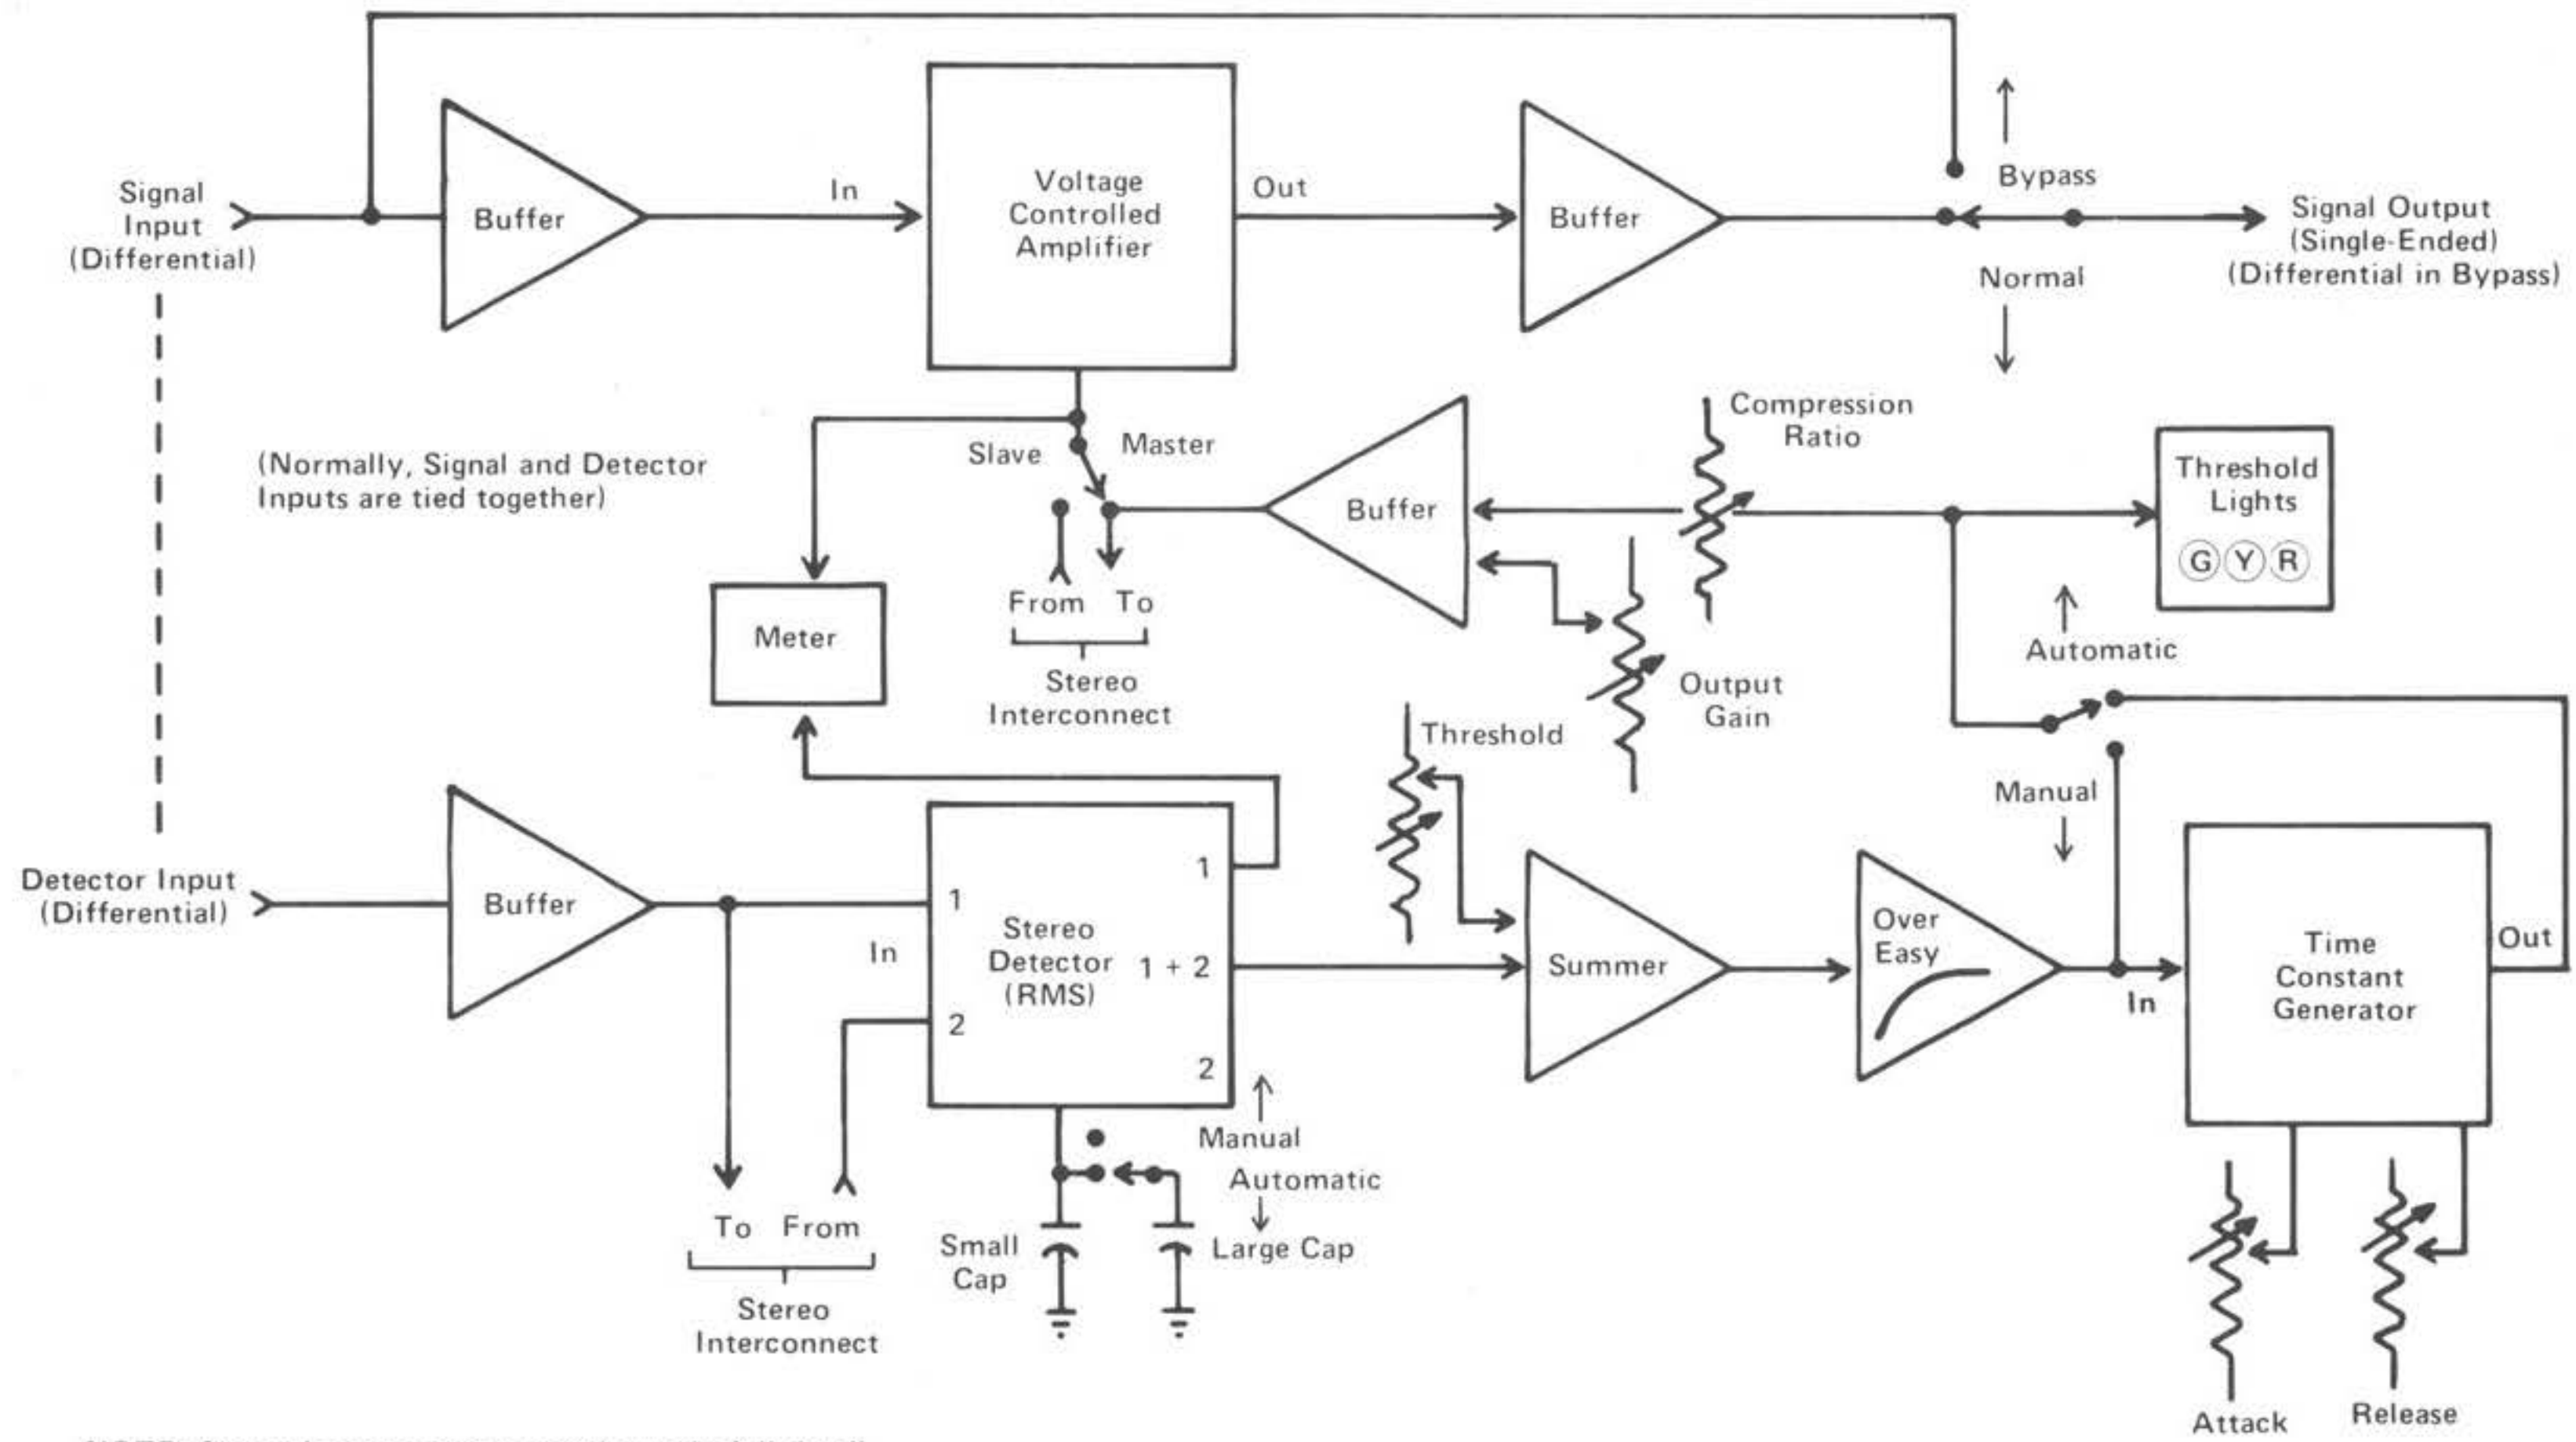 Signal
Input
(Differential)
Buffer
In
Voltage
Controlled
Amplifier
Out
Buffer
Bypass
Normal
Signal Output
(Single-Ended)
(Differential in Bypass)
(Normally, Signal and Detector
Inputs are tied together)
Slave
Master
From To
Stereo
Interconnect
Meter
Buffer
Compression
Ratio
Output
Gain
Threshold
Lights
G Y R
Automatic
Manual
Threshold
Detector Input
(Differential)
Buffer
In
1
2
Stereo
Detector
(RMS)
1
1 + 2
2
To From
Stereo
Interconnect
Small
Cap
Large Cap
Manual
Automatic
Summer
Over
Easy
In
Time
Constant
Generator
Out
Attack
Release